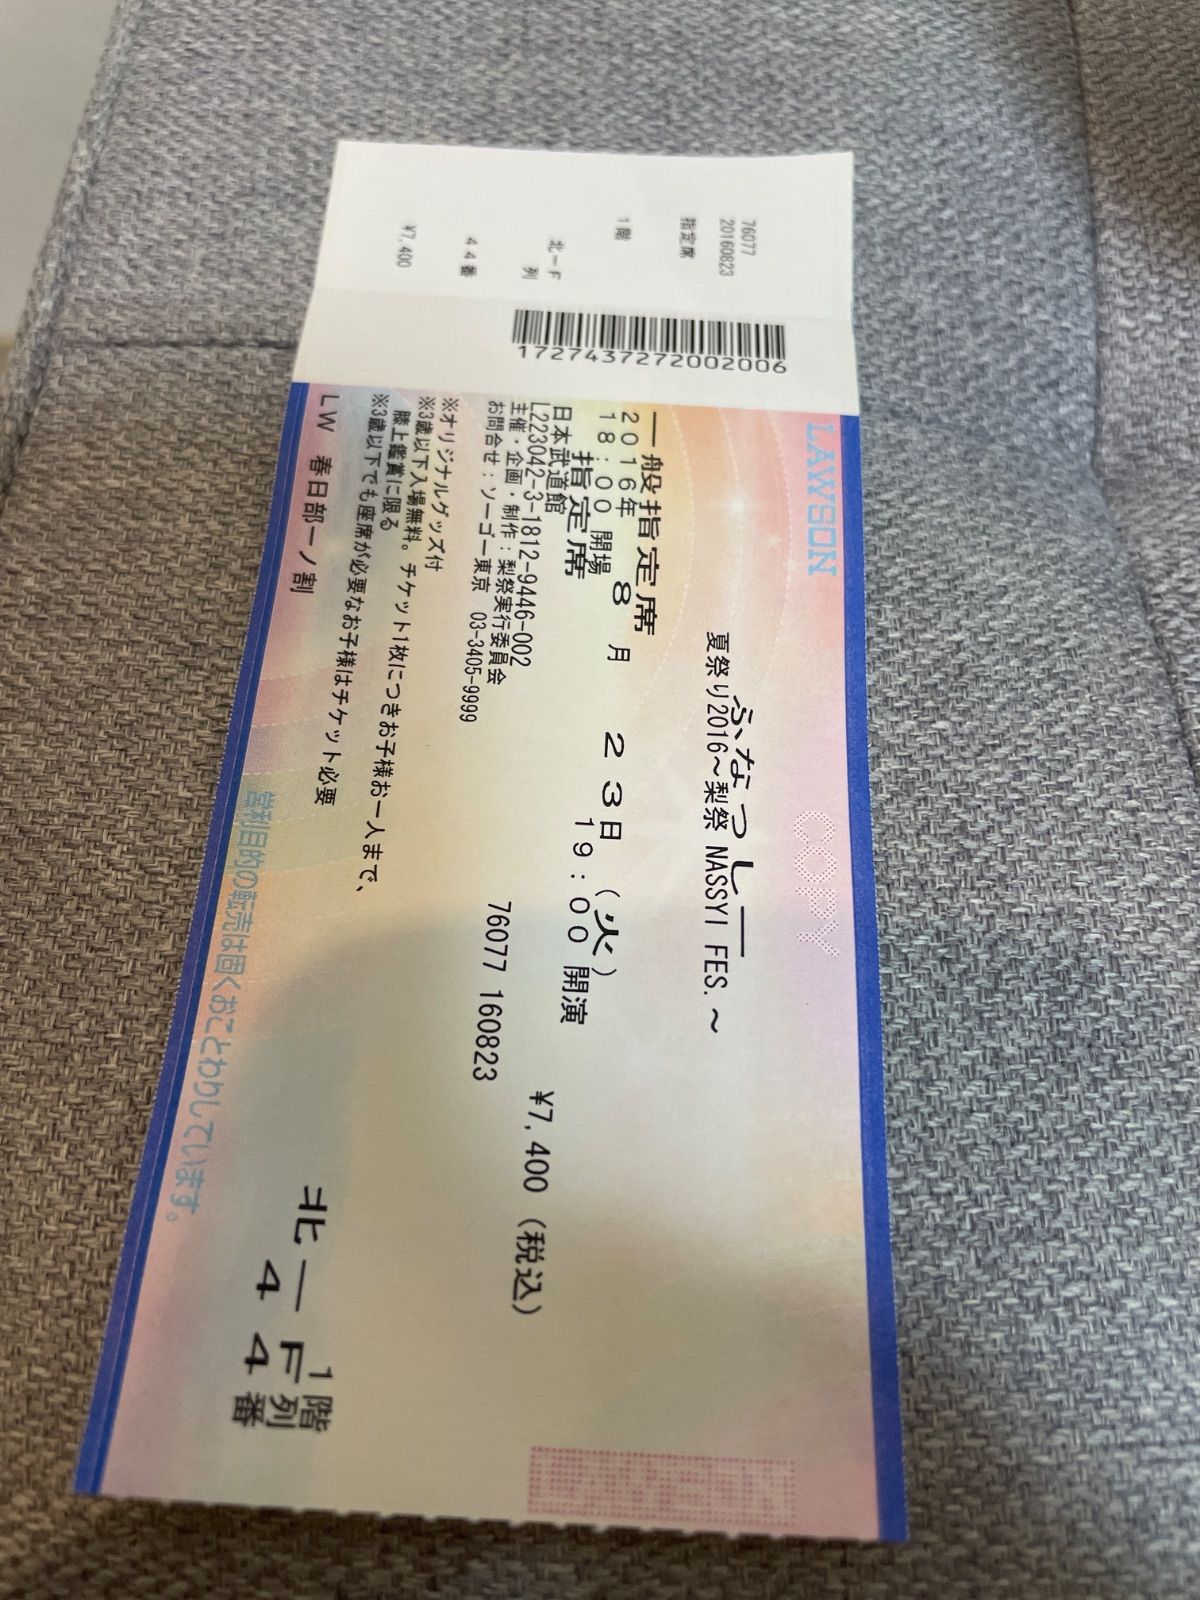 76077
20160823
指定席
1階
北ーF
列
44番
¥7,400
17274372720​02006
LAWSON
COPY
ふなっしー
夏祭り2016～梨祭 NASSYI FES.～
一般指定席
2016年 8月 23日(火)
18:00 開場 19:00 開演
指定席 ¥7,400(税込)
日本武道館
L223042-3-1812-9446-002
主催・企画・制作:梨祭実行委員会
お問合せ:ソーゴー東京 03-3405-9999
76077 160823
※オリジナルグッズ付
※3歳以下入場無料。チケット1枚につきお子様お一人まで、
膝上鑑賞に限る
※3歳以下でも座席が必要なお子様はチケット必要
1階
北ーF列
44番
LW 春日部一ノ割
営利目的の転売は固くおことわりしています。